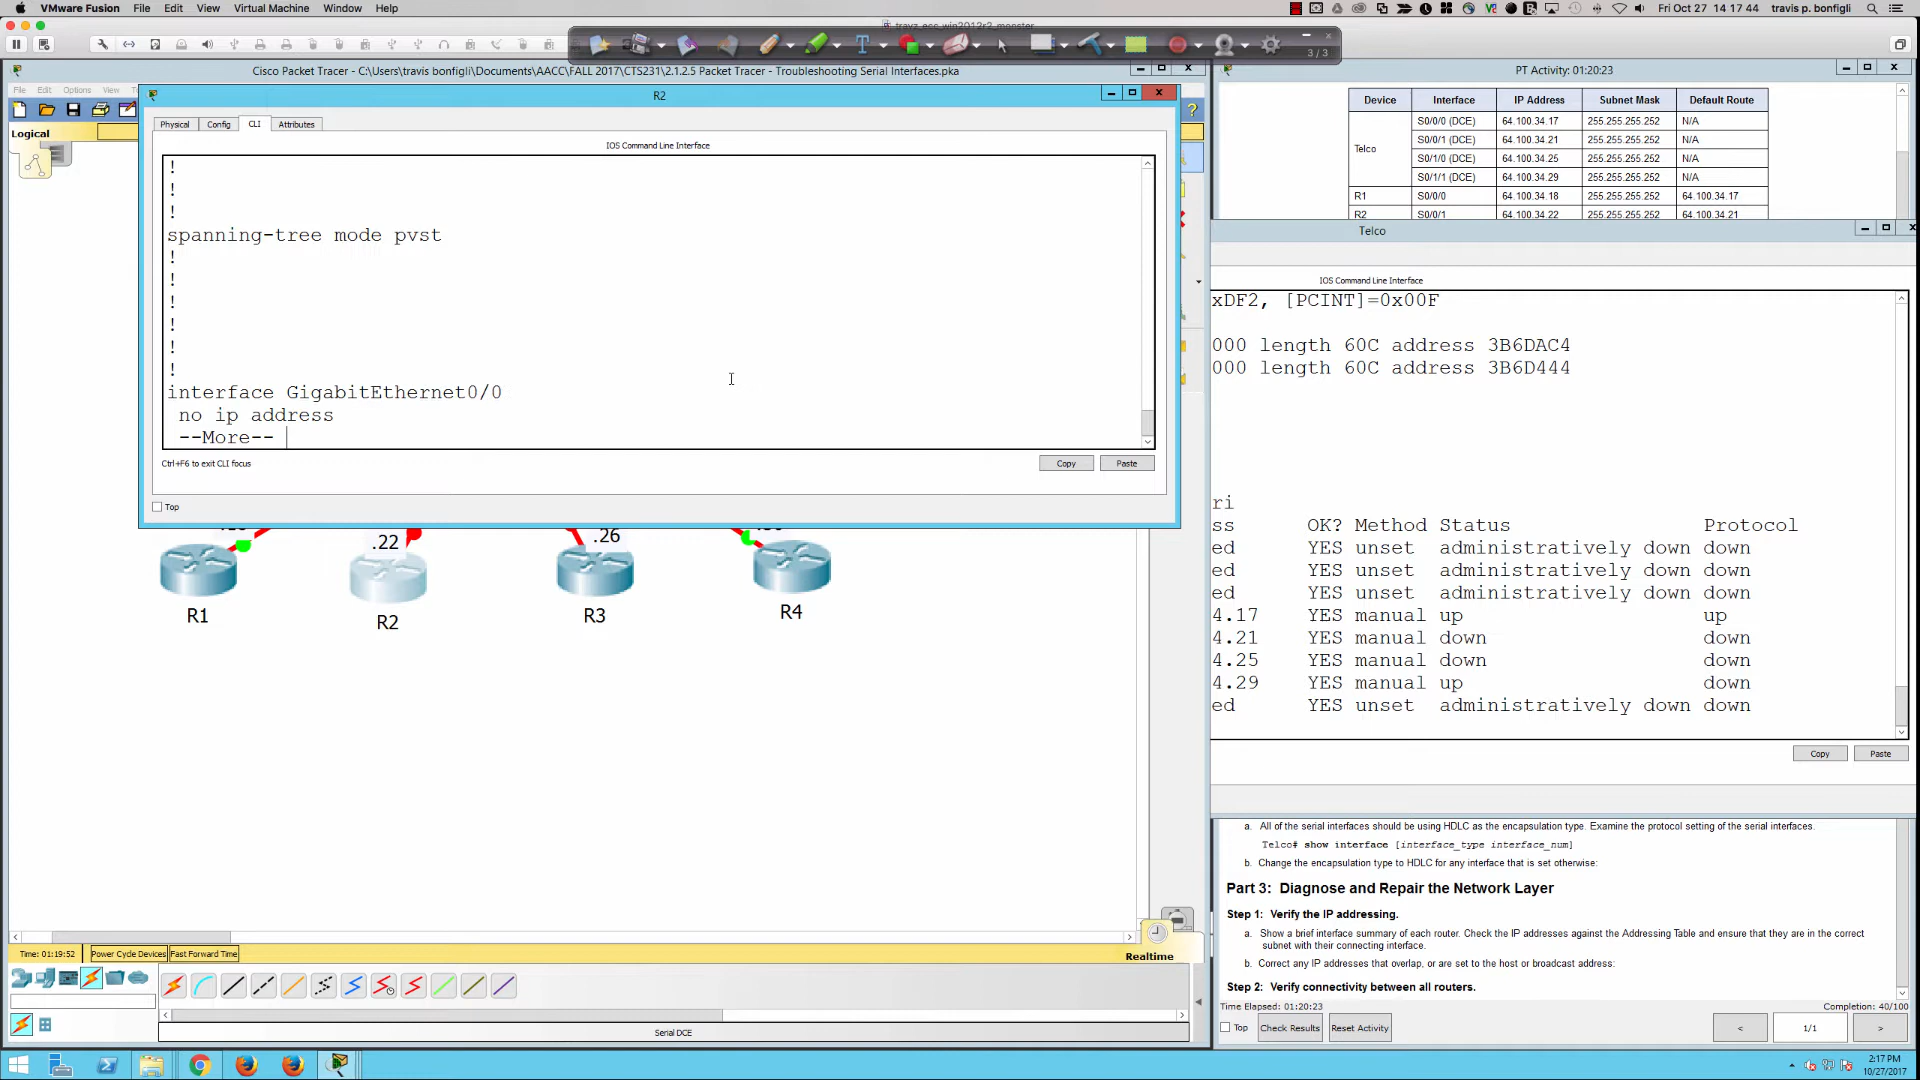 VMware Fusion File Edit View Virtual Machine Window Help
Fri Oct 27 14 17 44 travis p. bonfigli
travz_ecc_win2012r2_monster
3 / 3
Cisco Packet Tracer - C:\Users\travis bonfigli\Documents\AACC\FALL 2017\CTS231\2.1.2.5 Packet Tracer - Troubleshooting Serial Interfaces.pka
File Edit Options View
Logical
R2
Physical Config CLI Attributes
IOS Command Line Interface
!
!
!
spanning-tree mode pvst
!
!
!
!
!
!
interface GigabitEthernet0/0
no ip address
--More--
Ctrl+F6 to exit CLI focus
Copy Paste
Top
.22
.26
R1
R2
R3
R4
Time: 01:19:52 Power Cycle Devices Fast Forward Time
Realtime
Serial DCE
PT Activity: 01:20:23
Device Interface IP Address Subnet Mask Default Route
Telco
S0/0/0 (DCE) 64.100.34.17 255.255.255.252 N/A
S0/0/1 (DCE) 64.100.34.21 255.255.255.252 N/A
S0/1/0 (DCE) 64.100.34.25 255.255.255.252 N/A
S0/1/1 (DCE) 64.100.34.29 255.255.255.252 N/A
R1 S0/0/0 64.100.34.18 255.255.255.252 64.100.34.17
R2 S0/0/1 64.100.34.22 255.255.255.252 64.100.34.21
Telco
IOS Command Line Interface
xDF2, [PCINT]=0x00F
000 length 60C address 3B6DAC4
000 length 60C address 3B6D444
ri
ss OK? Method Status Protocol
ed YES unset administratively down down
ed YES unset administratively down down
ed YES unset administratively down down
4.17 YES manual up up
4.21 YES manual down down
4.25 YES manual down down
4.29 YES manual up down
ed YES unset administratively down down
Copy Paste
a. All of the serial interfaces should be using HDLC as the encapsulation type. Examine the protocol setting of the serial interfaces.
Telco# show interface [interface_type interface_num]
b. Change the encapsulation type to HDLC for any interface that is set otherwise:
Part 3: Diagnose and Repair the Network Layer
Step 1: Verify the IP addressing.
a. Show a brief interface summary of each router. Check the IP addresses against the Addressing Table and ensure that they are in the correct
subnet with their connecting interface.
b. Correct any IP addresses that overlap, or are set to the host or broadcast address:
Step 2: Verify connectivity between all routers.
Time Elapsed: 01:20:23 Completion: 40/100
Top Check Results Reset Activity < 1/1 >
2:17 PM
10/27/2017